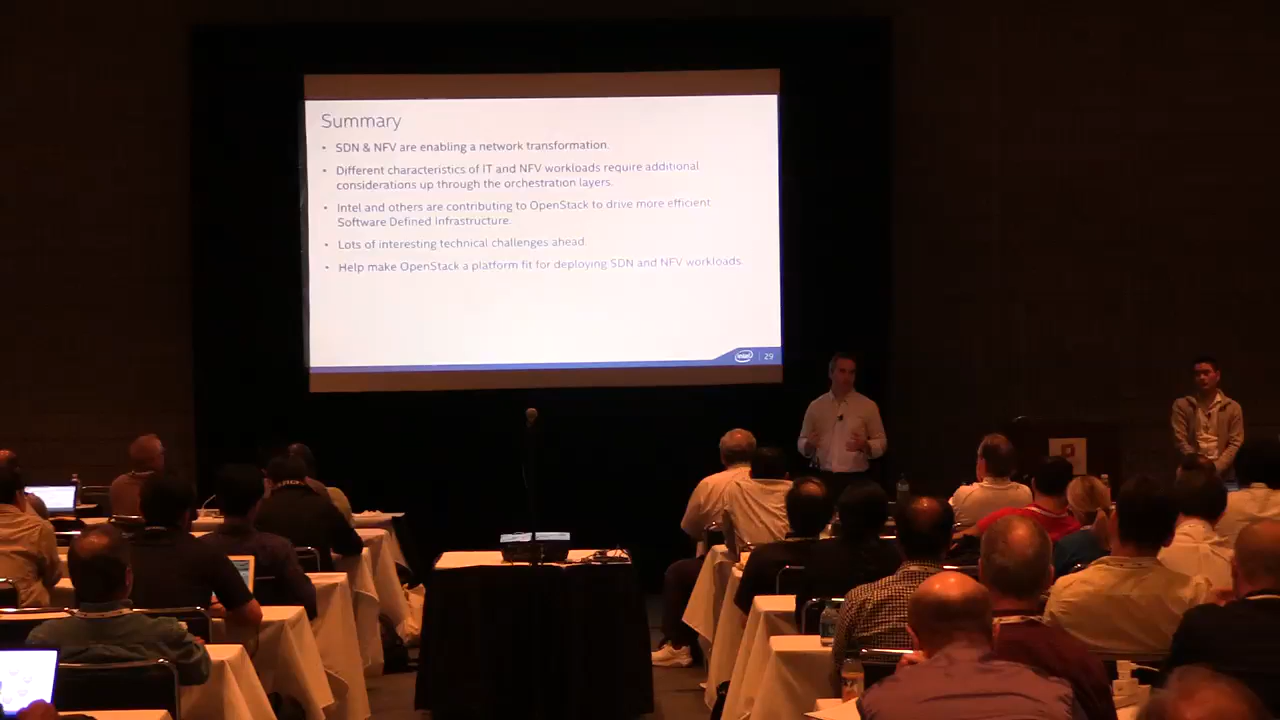 Summary
• SDN & NFV are enabling a network transformation.
• Different characteristics of IT and NFV workloads require additional
considerations up through the orchestration layers.
• Intel and others are contributing to OpenStack to drive more efficient
Software Defined Infrastructure.
• Lots of interesting technical challenges ahead.
• Help make OpenStack a platform fit for deploying SDN and NFV workloads.
intel 29